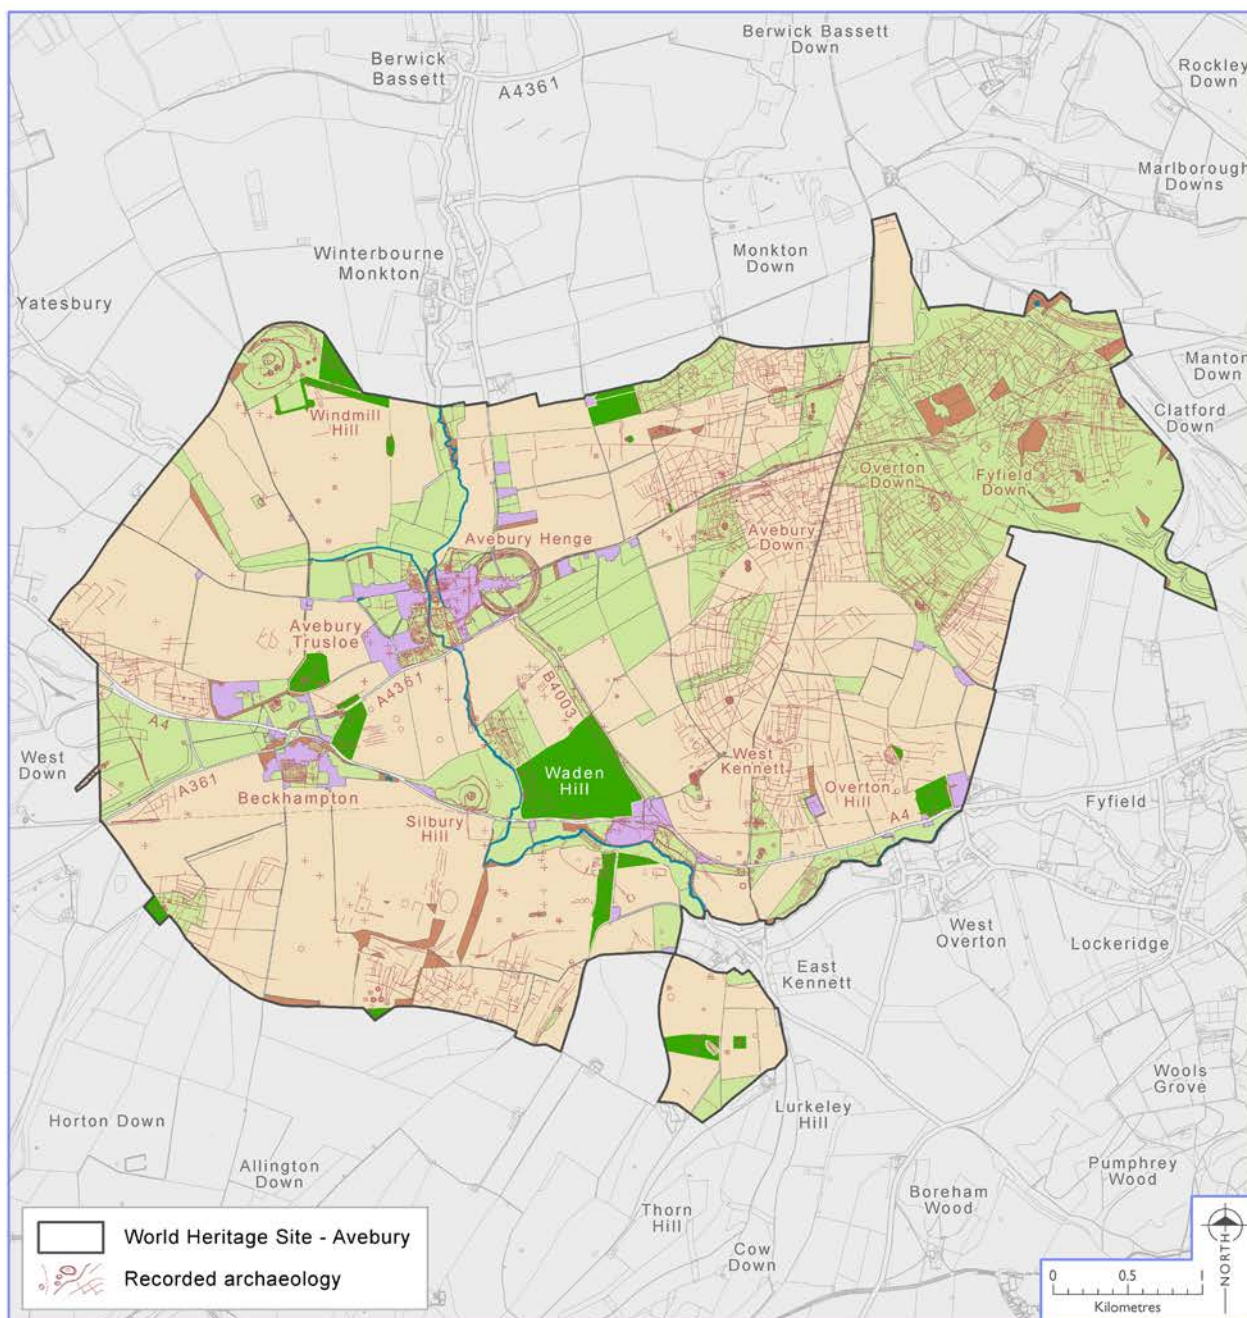 Berwick Bassett
Down
Berwick
Bassett
A4361
Rockley
Down
Marlborough
Downs
Winterbourne
Monkton
Monkton
Down
Yatesbury
Manton
Down
Clatford
Down
Windmill
Hill
Overton
Down
Fyfield
Down
Avebury Henge
Avebury
Down
Avebury
Trusloe
A4361
B4003
A4
West
Down
A361
Beckhampton
Silbury
Hill
Waden
Hill
West
Kennett
Overton
Hill
A4
Fyfield
West
Overton
Lockeridge
East
Kennett
Wools
Grove
Horton Down
Lurkeley
Hill
Allington
Down
Pumphrey
Wood
Boreham
Wood
Thorn
Hill
Cow
Down
World Heritage Site - Avebury
Recorded archaeology
NORTH
0 0.5 1
Kilometres